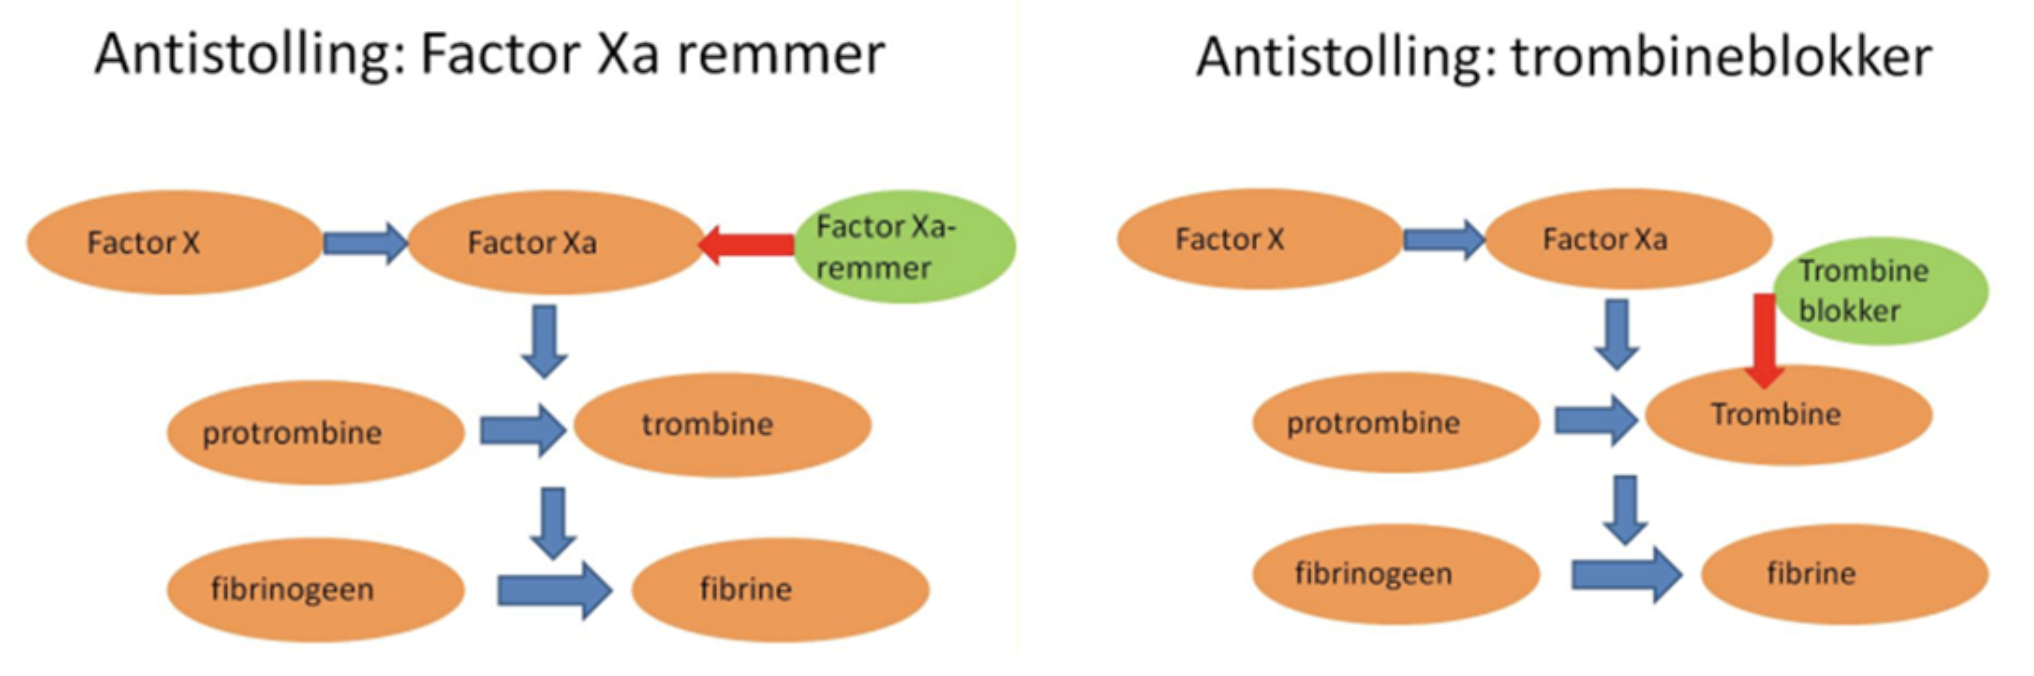 Antistolling: Factor Xa remmer
Factor X
Factor Xa
Factor Xa-
remmer
protrombine
trombine
fibrinogeen
fibrine
Antistolling: trombineblokker
Factor X
Factor Xa
Trombine
blokker
protrombine
Trombine
fibrinogeen
fibrine